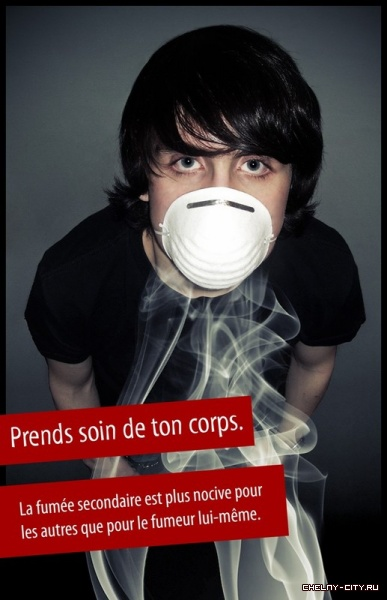 Prends soin de ton corps.
La fumée secondaire est plus nocive pour
les autres que pour le fumeur lui-même.
CHELNY-CITY.RU